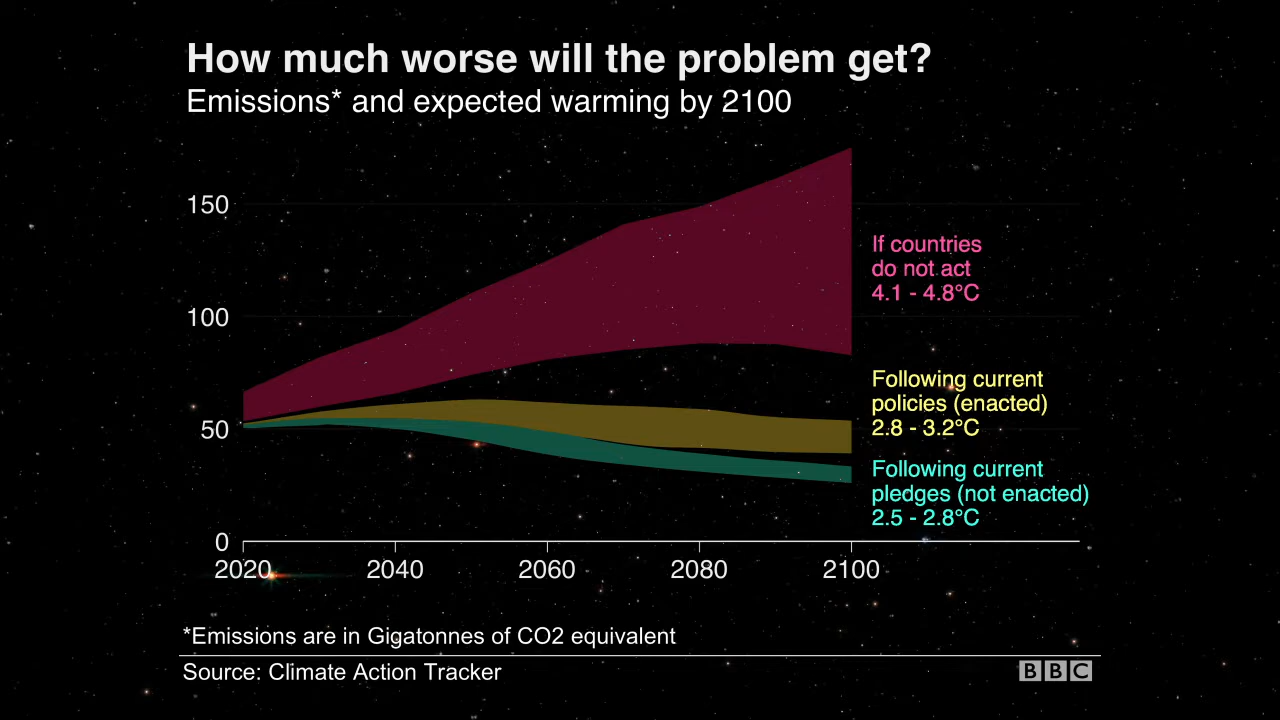 How much worse will the problem get?
Emissions* and expected warming by 2100
150
100
50
0
2020 2040 2060 2080 2100
If countries
do not act
4.1 - 4.8°C
Following current
policies (enacted)
2.8 - 3.2°C
Following current
pledges (not enacted)
2.5 - 2.8°C
*Emissions are in Gigatonnes of CO2 equivalent
Source: Climate Action Tracker
BBC